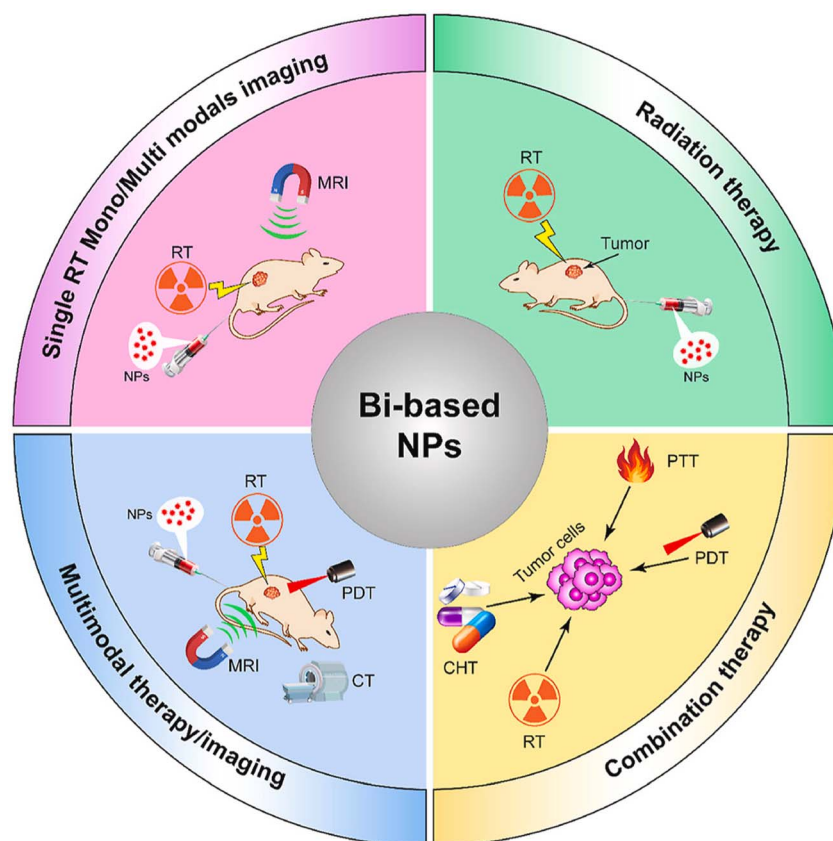 Single RT Mono/Multi modals imaging
MRI
RT
NPs
Radiation therapy
RT
Tumor
NPs
Bi-based
NPs
Multimodal therapy/imaging
NPs
RT
PDT
MRI
CT
Combination therapy
PTT
Tumor cells
PDT
CHT
RT